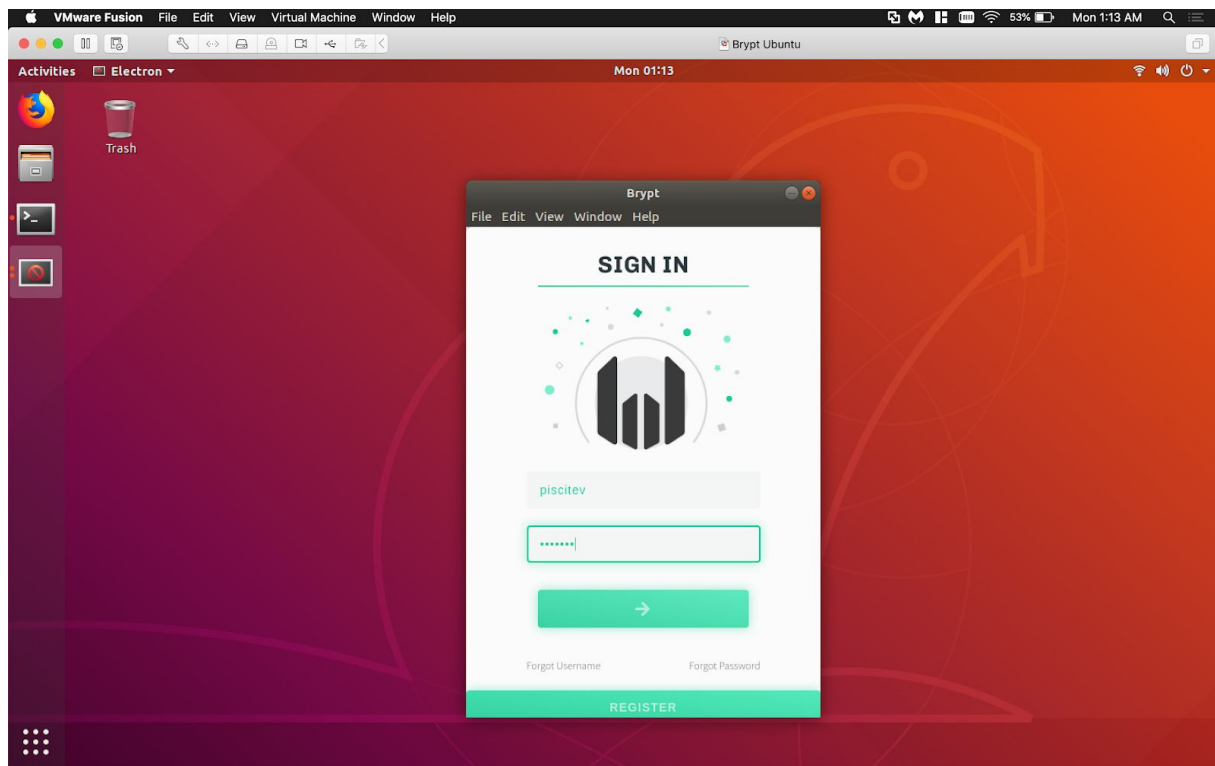 VMware Fusion File Edit View Virtual Machine Window Help 53% Mon 1:13 AM
Brypt Ubuntu
Activities Electron Mon 01:13
Trash
Brypt
File Edit View Window Help
SIGN IN
piscitev
•••••••
Forgot Username Forgot Password
REGISTER